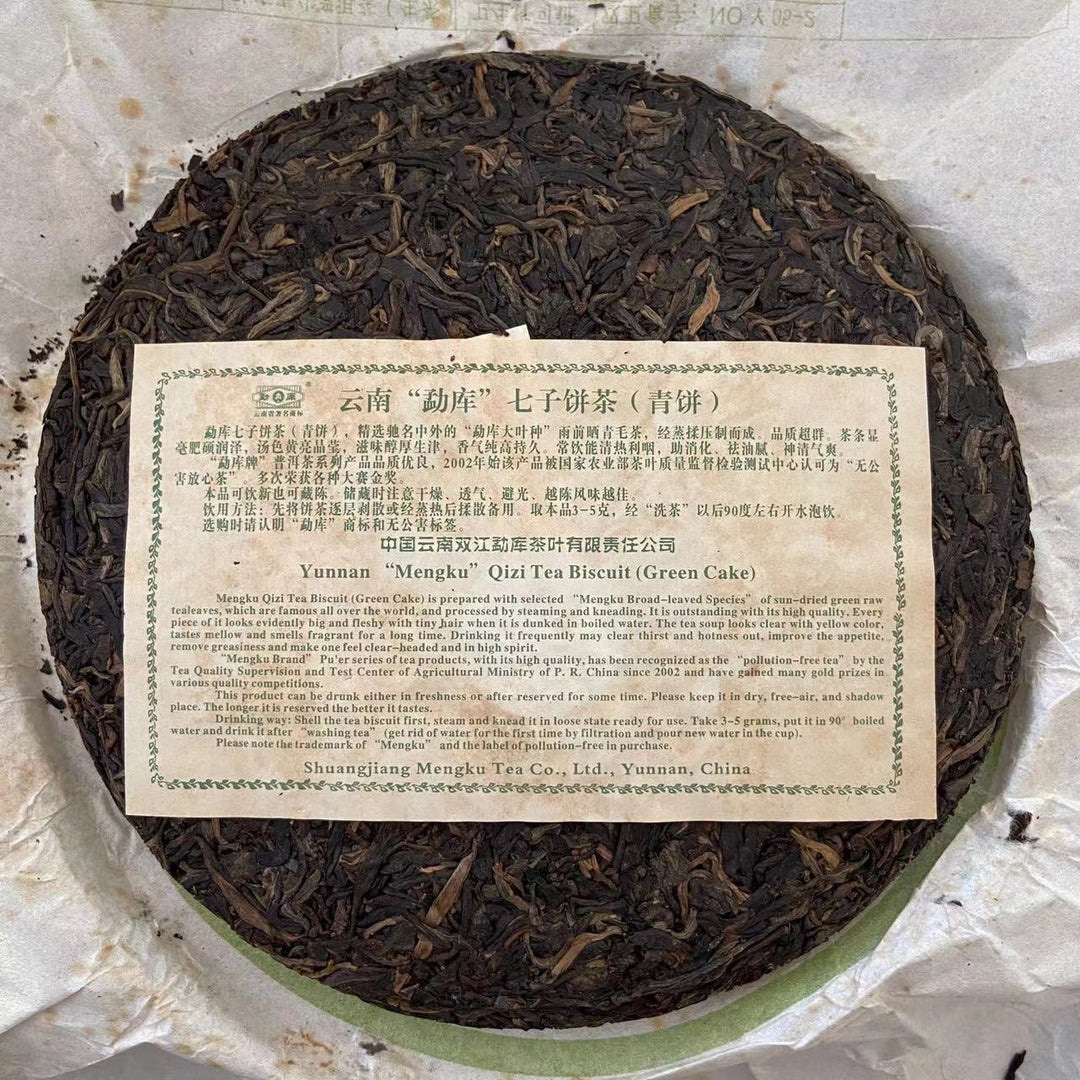 NO.Y 05-2
云南省著名商标
云南“勐库”七子饼茶（青饼）
勐库七子饼茶（青饼），精选驰名中外的“勐库大叶种”雨前晒青毛茶，经蒸揉压制而成。品质超群。茶条显
毫肥硕润泽，汤色黄亮晶莹，滋味醇厚生津，香气纯高持久。常饮能清热利咽，助消化、祛油腻、神清气爽。
“勐库牌”普洱茶系列产品品质优良，2002年始该产品被国家农业部茶叶质量监督检验测试中心认可为“无公
害放心茶”。多次荣获各种大赛金奖。
本品可饮新也可藏陈。储藏时注意干燥、透气、避光、越陈风味越佳。
饮用方法：先将饼茶逐层剥散或经蒸热后揉散备用。取本品3-5克，经“洗茶”以后90度左右开水泡饮。
选购时请认明“勐库”商标和无公害标签。
中国云南双江勐库茶叶有限责任公司
Yunnan “Mengku” Qizi Tea Biscuit (Green Cake)
Mengku Qizi Tea Biscuit (Green Cake) is prepared with selected “Mengku Broad-leaved Species” of sun-dried green raw
tealeaves, which are famous all over the world, and processed by steaming and kneading. It is outstanding with its high quality. Every
piece of it looks evidently big and fleshy with tiny hair when it is dunked in boiled water. The tea soup looks clear with yellow color,
tastes mellow and smells fragrant for a long time. Drinking it frequently may clear thirst and hotness out, improve the appetite,
remove greasiness and make one feel clear-headed and in high spirit.
“Mengku Brand” Pu'er series of tea products, with its high quality, has been recognized as the “pollution-free tea” by the
Tea Quality Supervision and Test Center of Agricultural Ministry of P. R. China since 2002 and have gained many gold prizes in
various quality competitions.
This product can be drunk either in freshness or after reserved for some time. Please keep it in dry, free-air, and shadow
place. The longer it is reserved the better it tastes.
Drinking way: Shell the tea biscuit first, steam and knead it in loose state ready for use. Take 3-5 grams, put it in 90° boiled
water and drink it after “washing tea” (get rid of water for the first time by filtration and pour new water in the cup).
Please note the trademark of “Mengku” and the label of pollution-free in purchase.
Shuangjiang Mengku Tea Co., Ltd., Yunnan, China